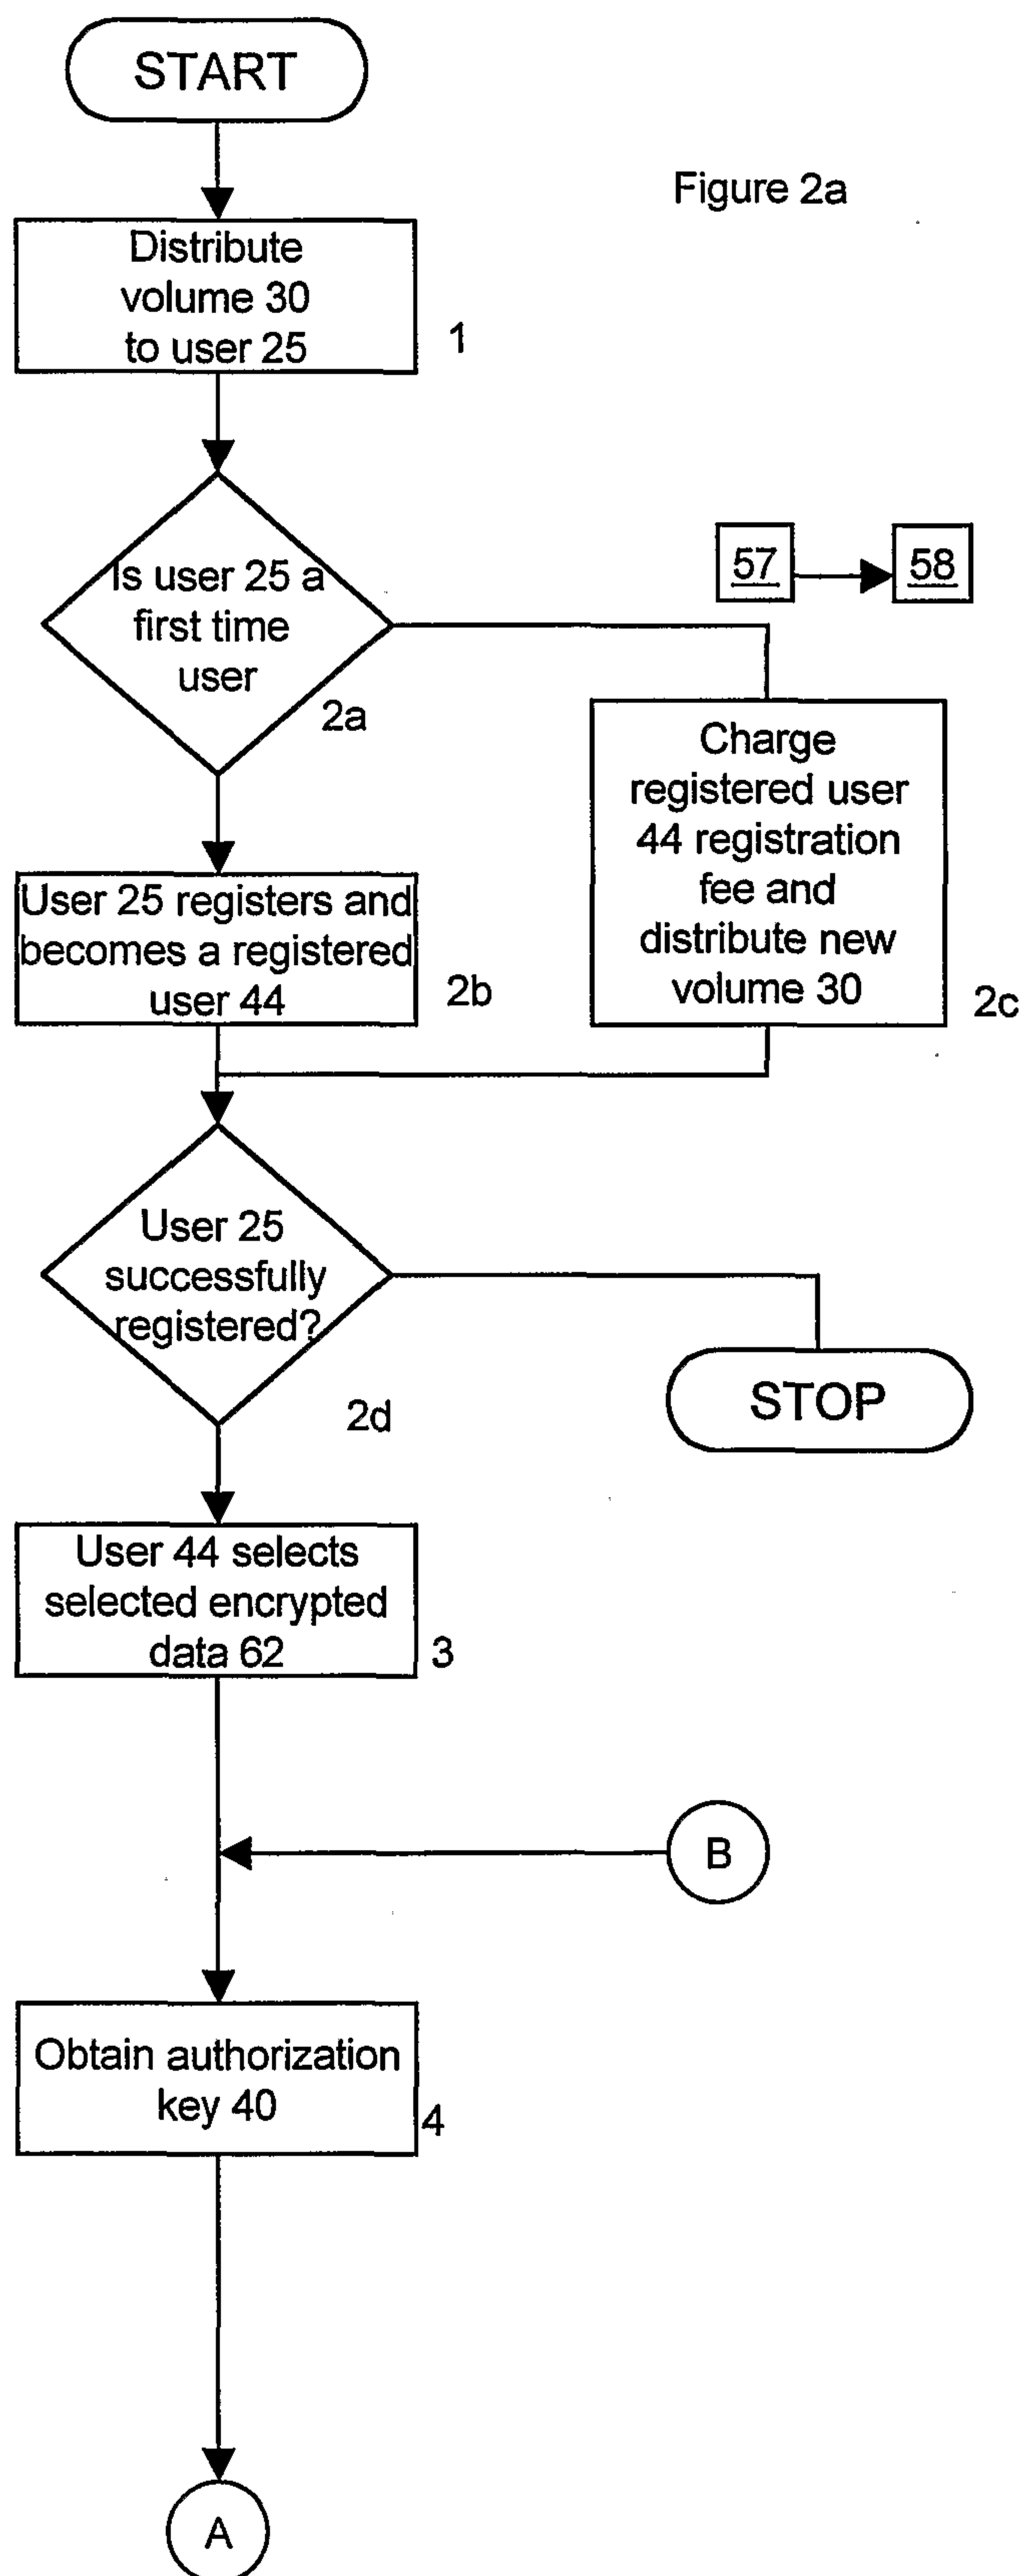 START
Figure 2a
Distribute
volume 30
to user 25
1
Is user 25 a
first time
user
2a
57
58
Charge
registered user
44 registration
fee and
distribute new
volume 30
2c
User 25 registers and
becomes a registered
user 44
2b
User 25
successfully
registered?
2d
STOP
User 44 selects
selected encrypted
data 62
3
B
Obtain authorization
key 40
4
A